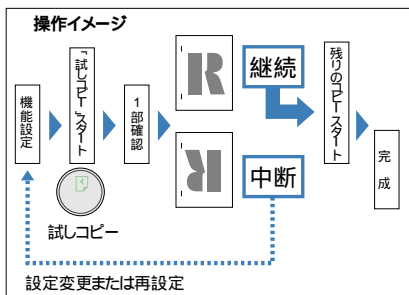 操作イメージ
機能設定
「試しコピー」スタート
1部確認
R
R
継続
中断
残りのコピースタート
完成
試しコピー
設定変更または再設定